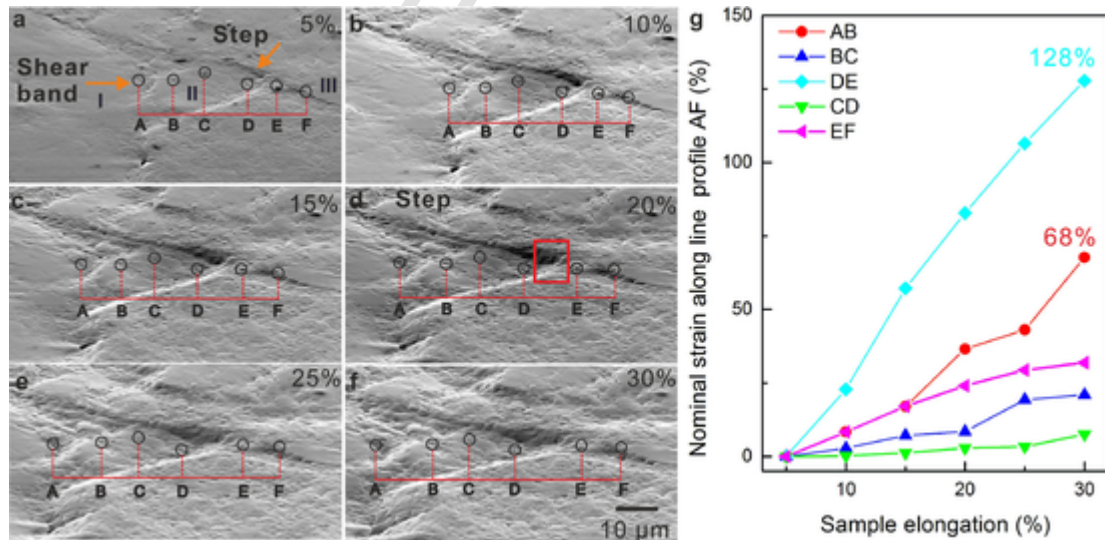 a
5%
Step
Shear
band
I
II
III
A B C D E F
b
10%
A B C D E F
c
15%
A B C D E F
d
Step
20%
A B C D E F
e
25%
A B C D E F
f
30%
A B C D E F
10 μm
g
Nominal strain along line profile AF (%)
150
100
50
0
AB
BC
DE
CD
EF
128%
68%
10 20 30
Sample elongation (%)